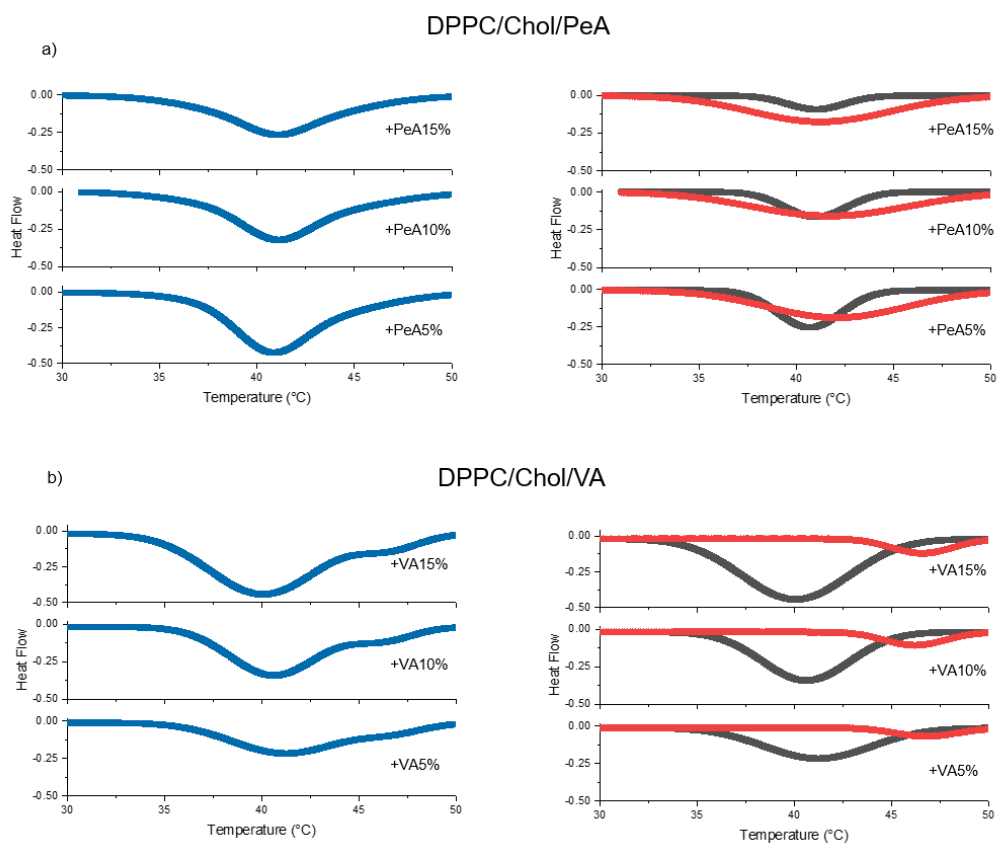 DPPC/Chol/PeA
a)
0.00
-0.25
-0.50
+PeA15%
0.00
-0.25
-0.50
+PeA15%
0.00
-0.25
-0.50
Heat Flow
+PeA10%
0.00
-0.25
-0.50
Heat Flow
+PeA10%
0.00
-0.25
-0.50
+PeA5%
30 35 40 45 50
Temperature (°C)
0.00
-0.25
-0.50
+PeA5%
30 35 40 45 50
Temperature (°C)
b)
DPPC/Chol/VA
0.00
-0.25
-0.50
+VA15%
0.00
-0.25
-0.50
+VA15%
0.00
-0.25
-0.50
Heat Flow
+VA10%
0.00
-0.25
-0.50
Heat Flow
+VA10%
0.00
-0.25
-0.50
+VA5%
30 35 40 45 50
Temperature (°C)
0.00
-0.25
-0.50
+VA5%
30 35 40 45 50
Temperature (°C)